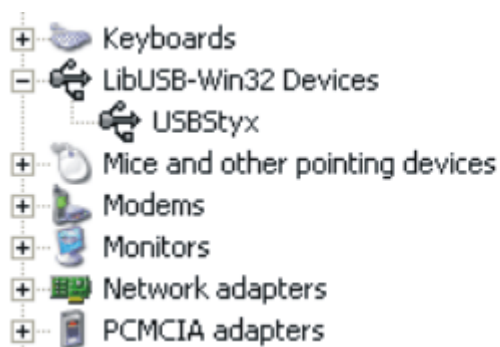 Keyboards
LibUSB-Win32 Devices
USBStyx
Mice and other pointing devices
Modems
Monitors
Network adapters
PCMCIA adapters